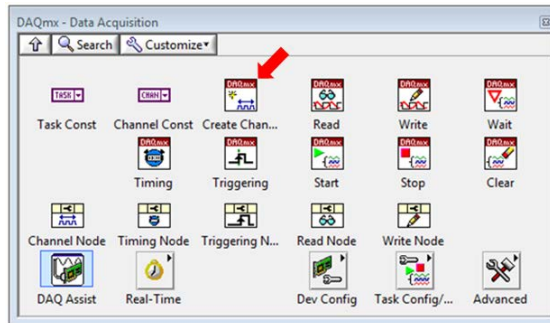 DAQmx - Data Acquisition
Search Customize
TASK CHAN DAQmx DAQmx DAQmx DAQmx
Task Const Channel Const Create Chan... Read Write Wait
DAQmx DAQmx DAQmx DAQmx DAQmx
Timing Triggering Start Stop Clear
Channel Node Timing Node Triggering N... Read Node Write Node
DAQ Assist Real-Time Dev Config Task Config/... Advanced